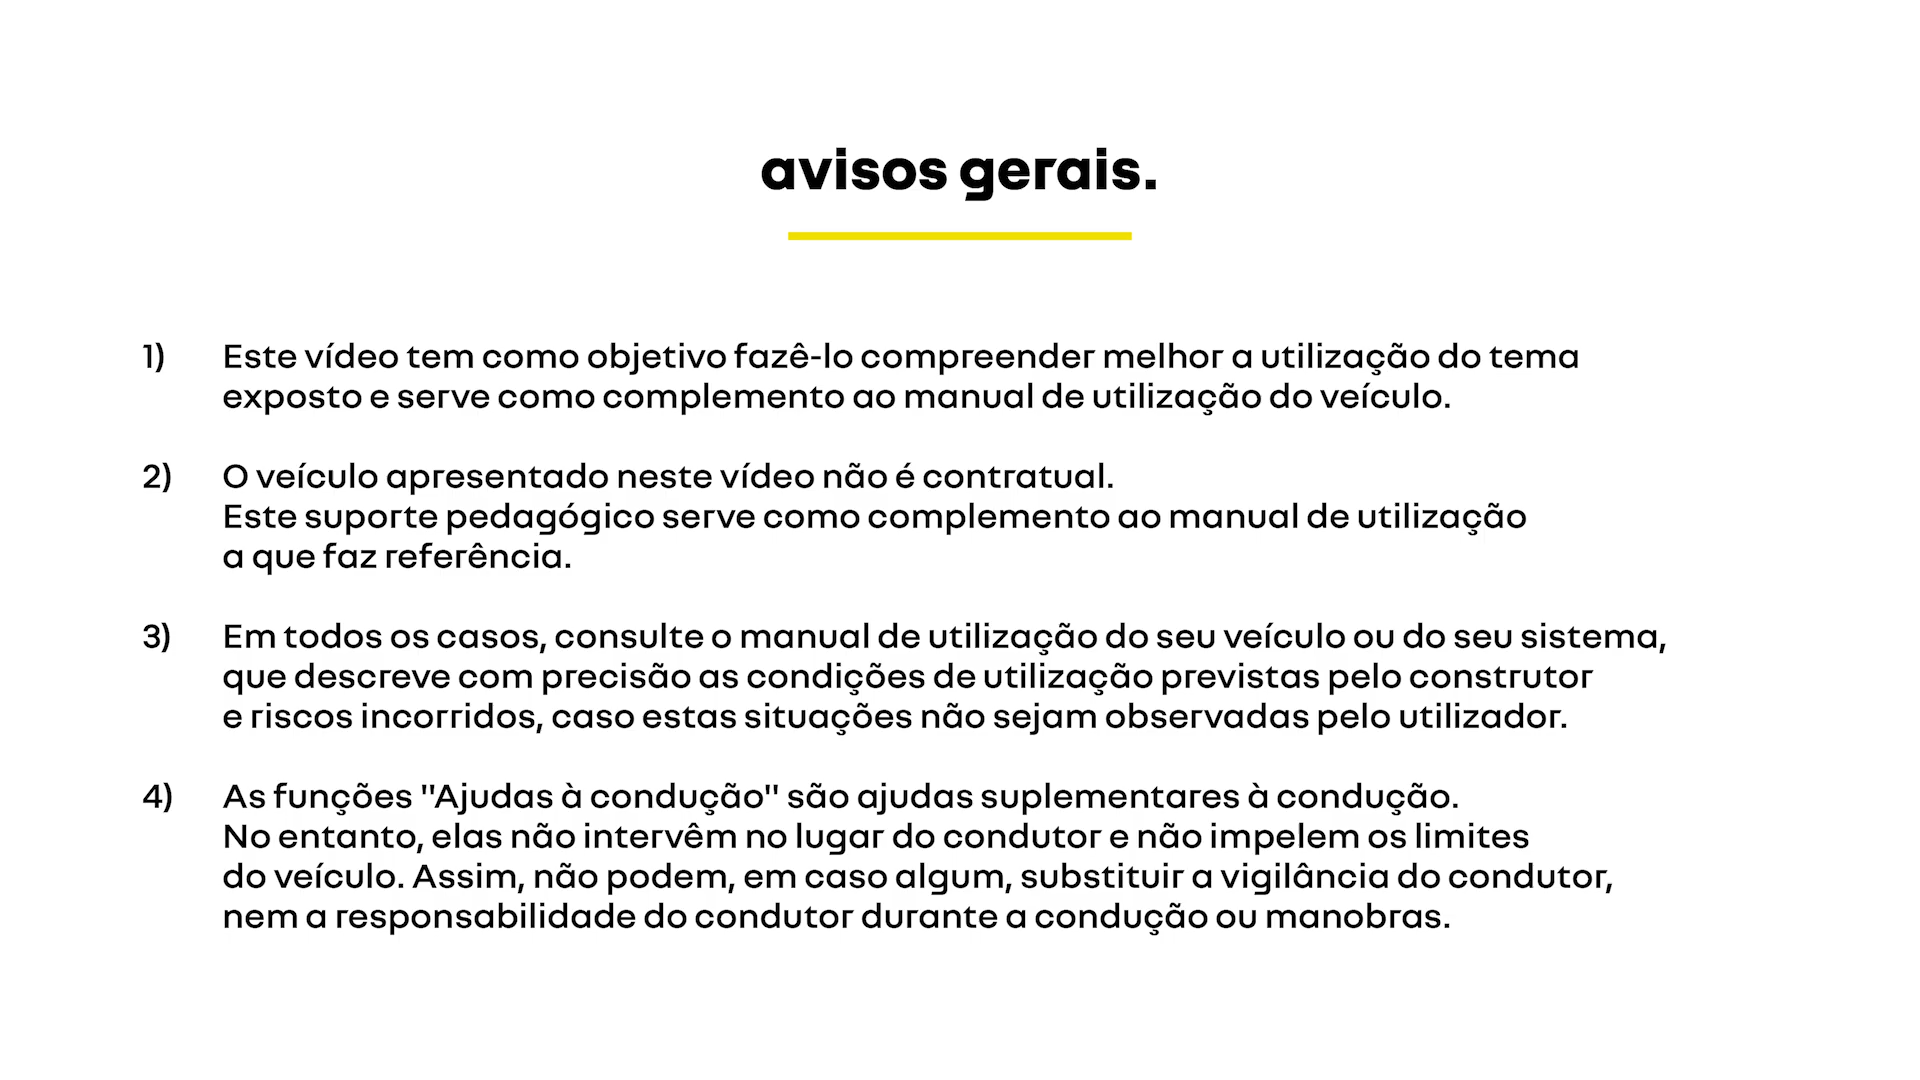 avisos gerais.
1) Este vídeo tem como objetivo fazê-lo compreender melhor a utilização do tema
exposto e serve como complemento ao manual de utilização do veículo.
2) O veículo apresentado neste vídeo não é contratual.
Este suporte pedagógico serve como complemento ao manual de utilização
a que faz referência.
3) Em todos os casos, consulte o manual de utilização do seu veículo ou do seu sistema,
que descreve com precisão as condições de utilização previstas pelo construtor
e riscos incorridos, caso estas situações não sejam observadas pelo utilizador.
4) As funções "Ajudas à condução" são ajudas suplementares à condução.
No entanto, elas não intervêm no lugar do condutor e não impelem os limites
do veículo. Assim, não podem, em caso algum, substituir a vigilância do condutor,
nem a responsabilidade do condutor durante a condução ou manobras.